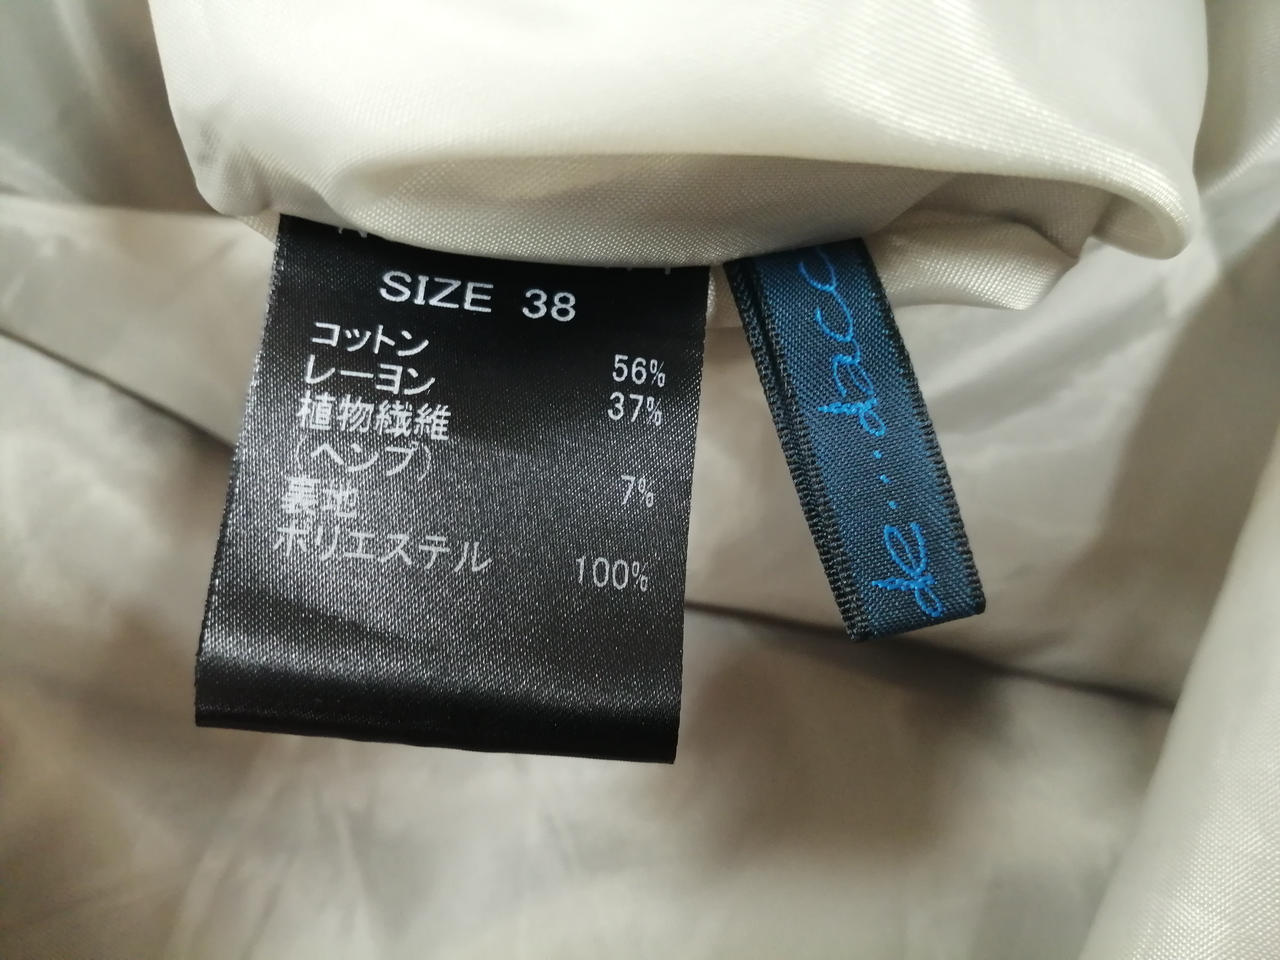 SIZE 38
コットン 56%
レーヨン 37%
植物繊維
(ヘンプ) 7%
裏地
ポリエステル 100%
de...